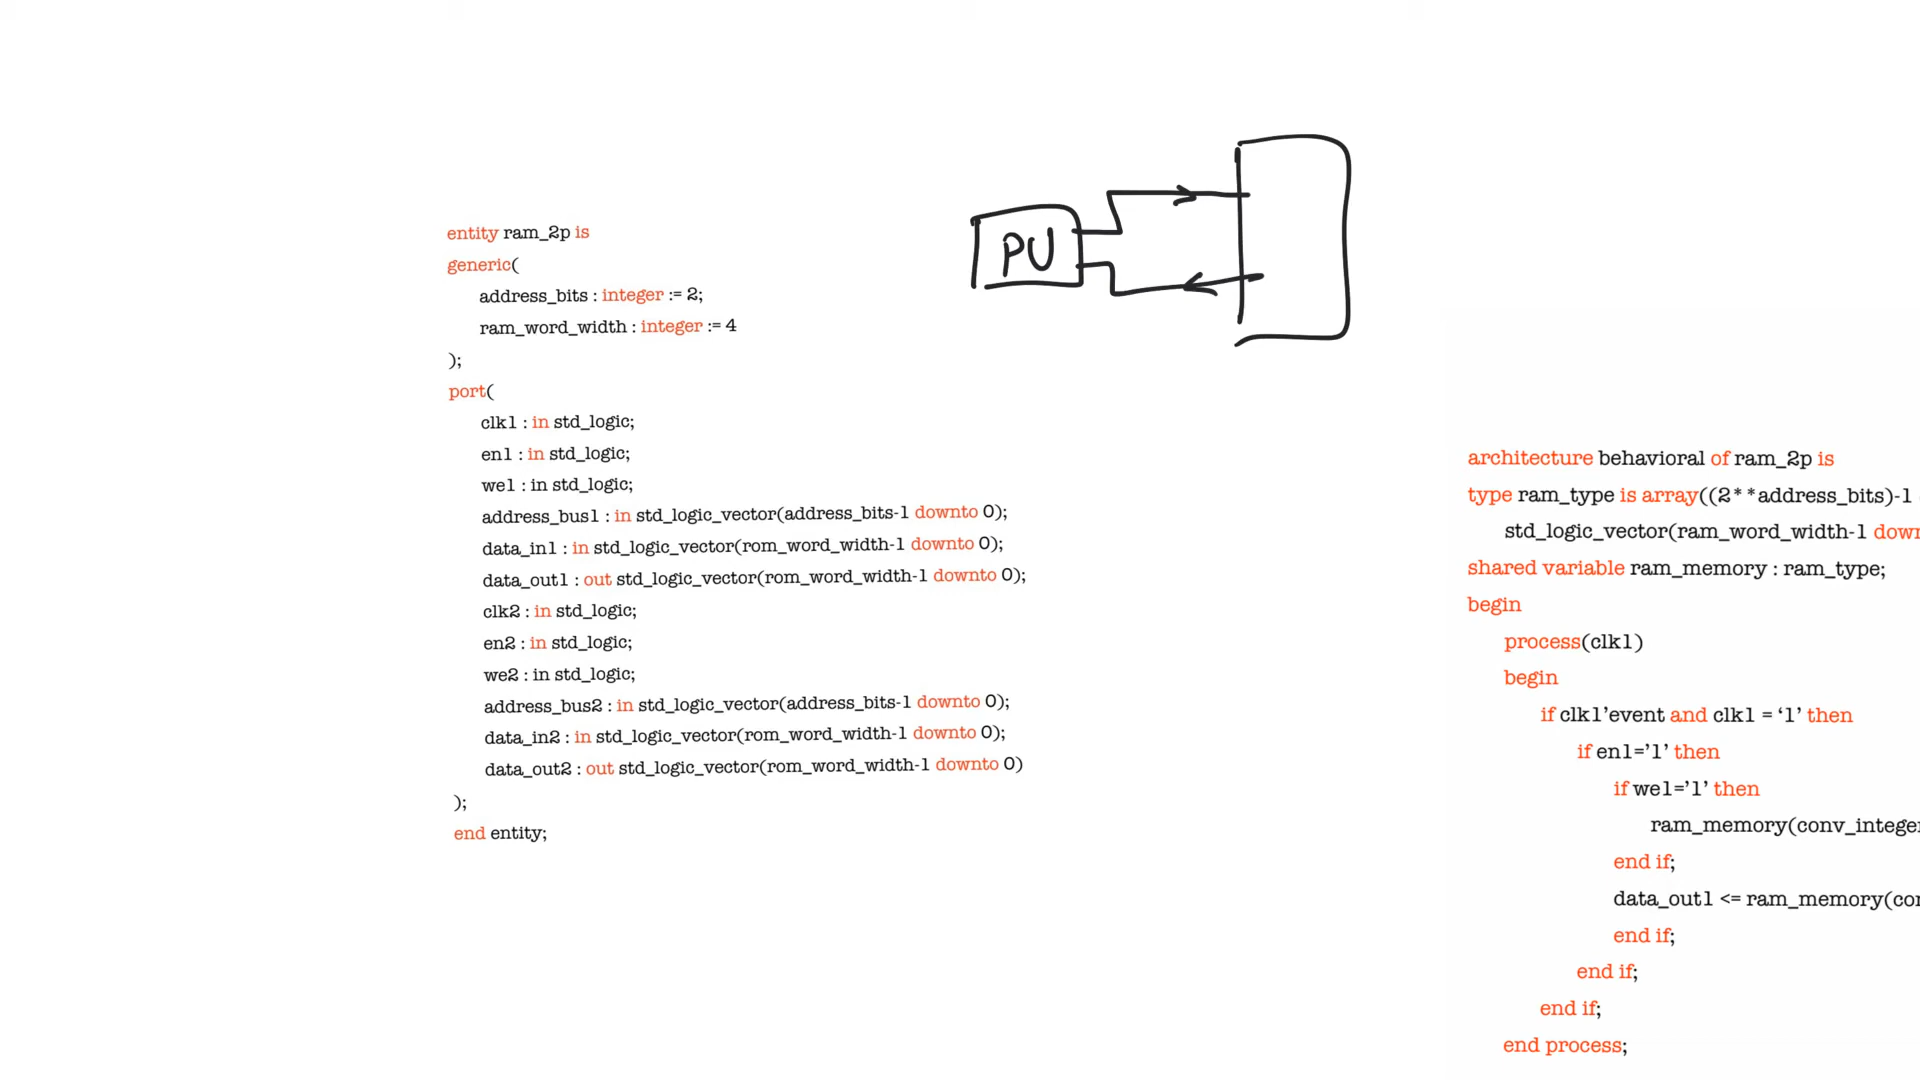 PU
entity ram_2p is
generic(
address_bits : integer := 2;
ram_word_width : integer := 4
);
port(
clk1 : in std_logic;
en1 : in std_logic;
we1 : in std_logic;
address_bus1 : in std_logic_vector(address_bits-1 downto 0);
data_in1 : in std_logic_vector(rom_word_width-1 downto 0);
data_out1 : out std_logic_vector(rom_word_width-1 downto 0);
clk2 : in std_logic;
en2 : in std_logic;
we2 : in std_logic;
address_bus2 : in std_logic_vector(address_bits-1 downto 0);
data_in2 : in std_logic_vector(rom_word_width-1 downto 0);
data_out2 : out std_logic_vector(rom_word_width-1 downto 0)
);
end entity;
architecture behavioral of ram_2p is
type ram_type is array((2**address_bits)-1
std_logic_vector(ram_word_width-1 down
shared variable ram_memory : ram_type;
begin
process(clk1)
begin
if clk1’event and clk1 = ‘1’ then
if en1=’1’ then
if we1=’1’ then
ram_memory(conv_integer
end if;
data_out1 <= ram_memory(con
end if;
end if;
end if;
end process;